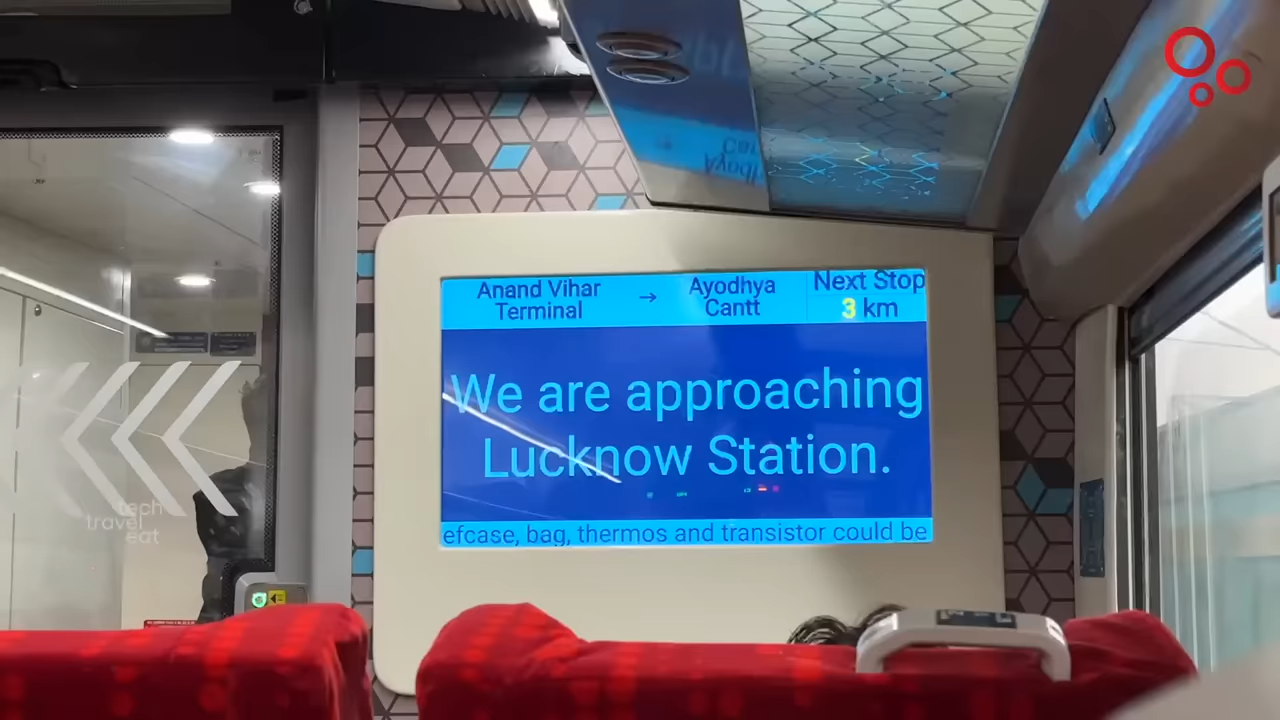 Anand Vihar
Terminal
→
Ayodhya
Cantt
Next Stop
3 km
We are approaching
Lucknow Station.
efcase, bag, thermos and transistor could be
tech
travel
eat